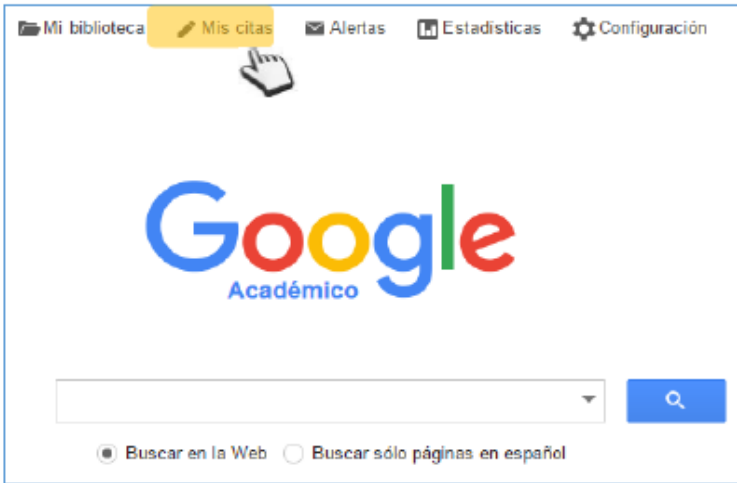 Mi biblioteca Mis citas Alertas Estadísticas Configuración
Google
Académico
Buscar en la Web Buscar sólo páginas en español